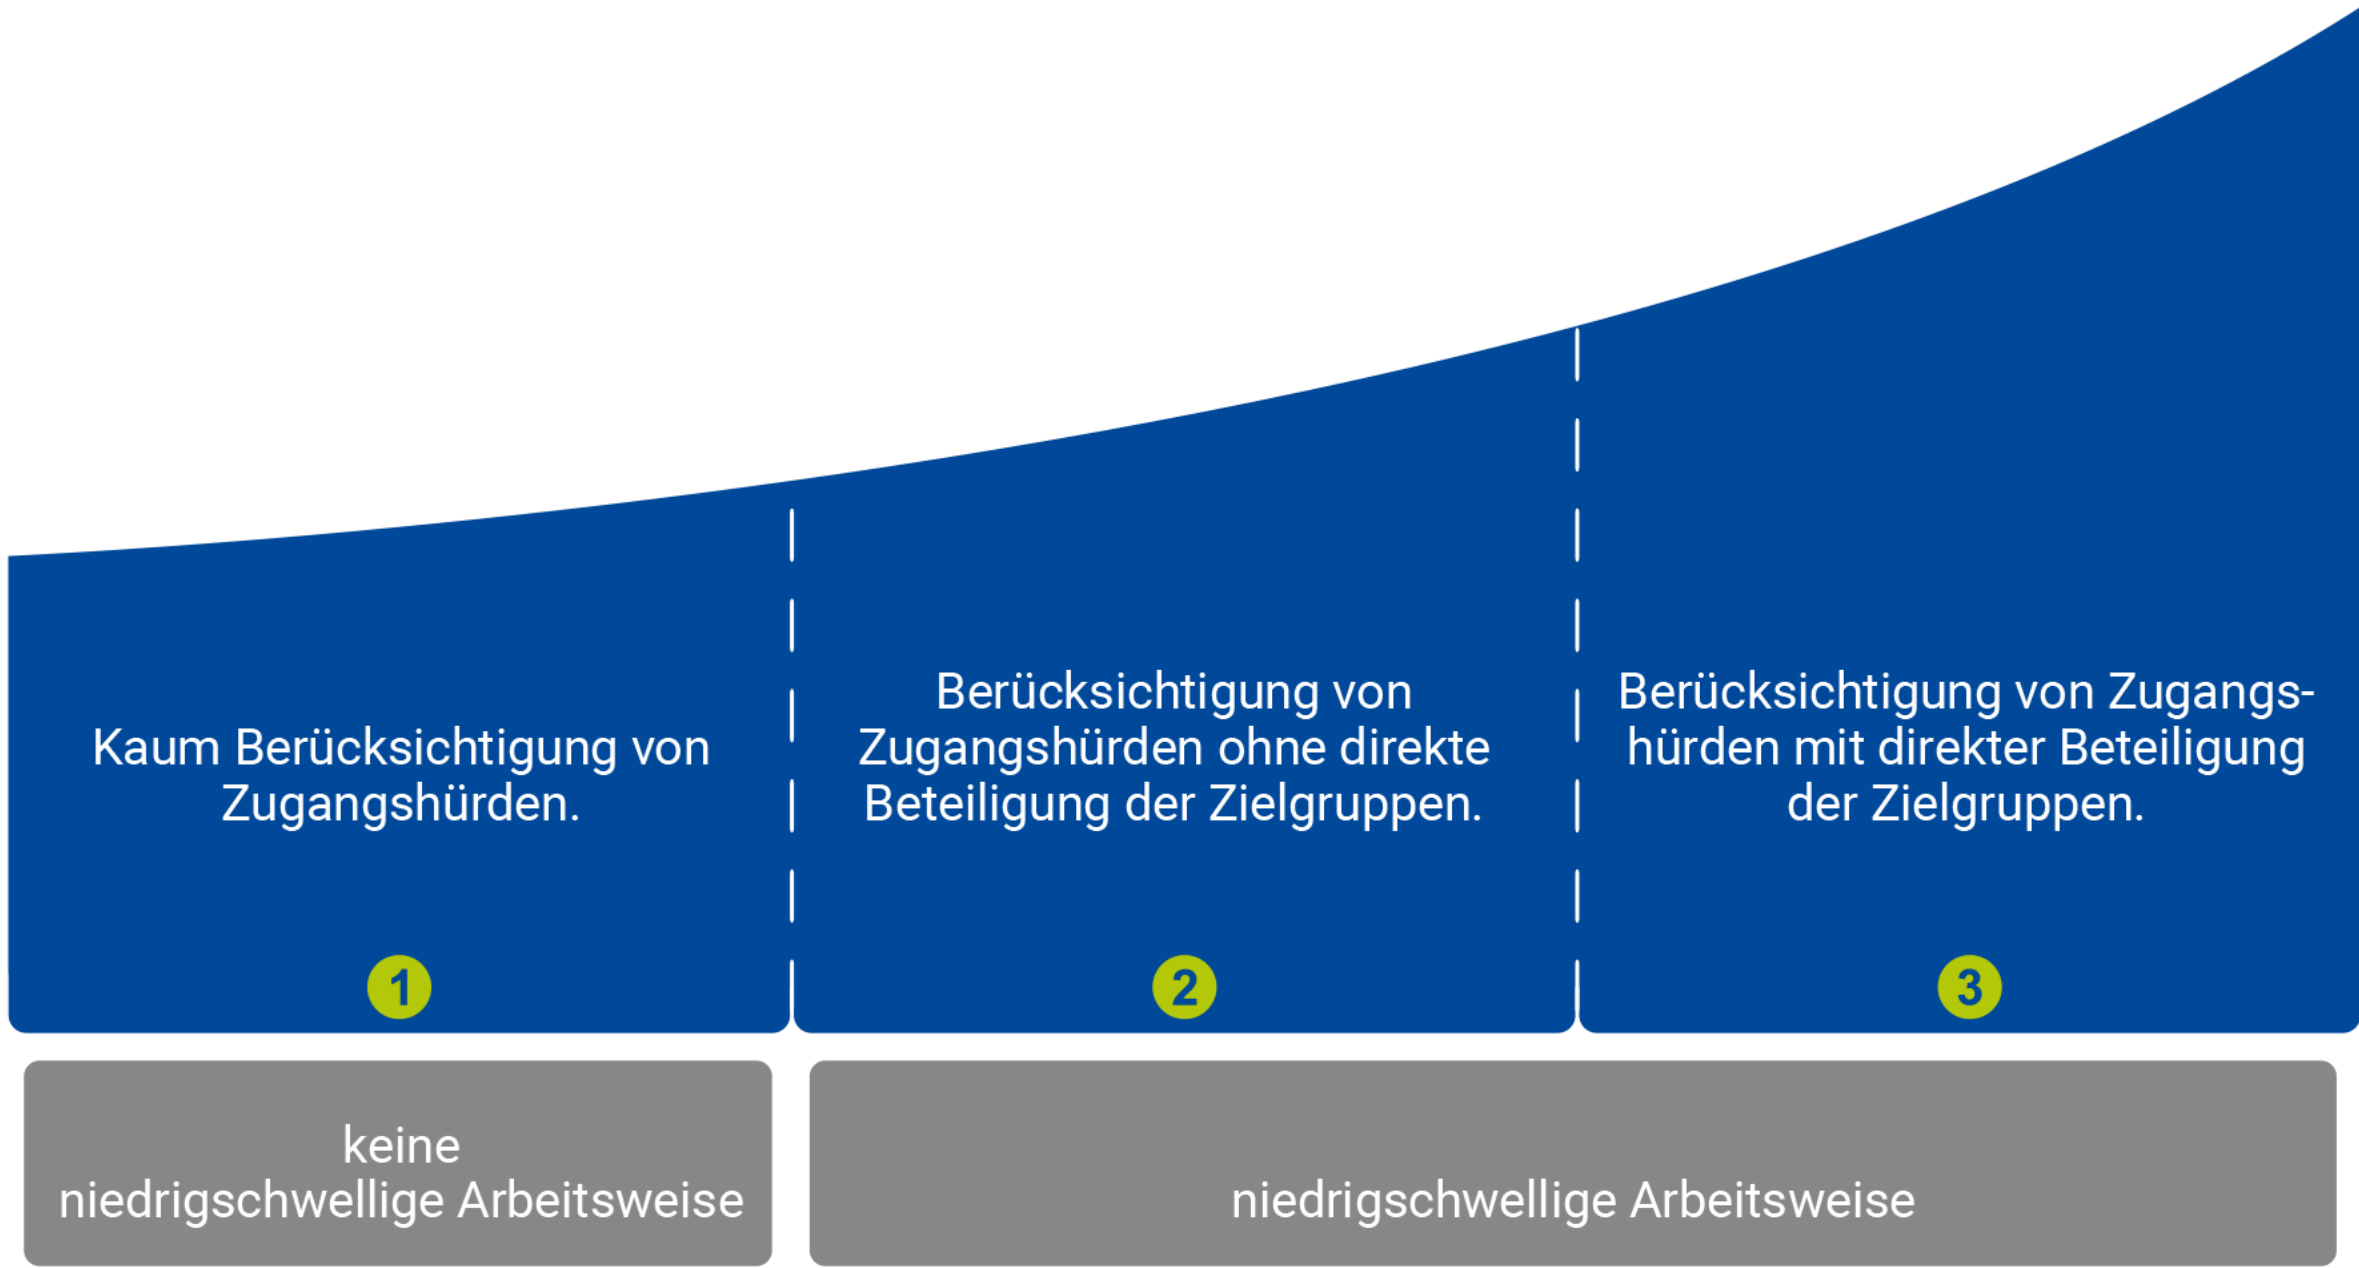 Kaum Berücksichtigung von
Zugangshürden.
1
Berücksichtigung von
Zugangshürden ohne direkte
Beteiligung der Zielgruppen.
2
Berücksichtigung von Zugangs-
hürden mit direkter Beteiligung
der Zielgruppen.
3
keine
niedrigschwellige Arbeitsweise
niedrigschwellige Arbeitsweise